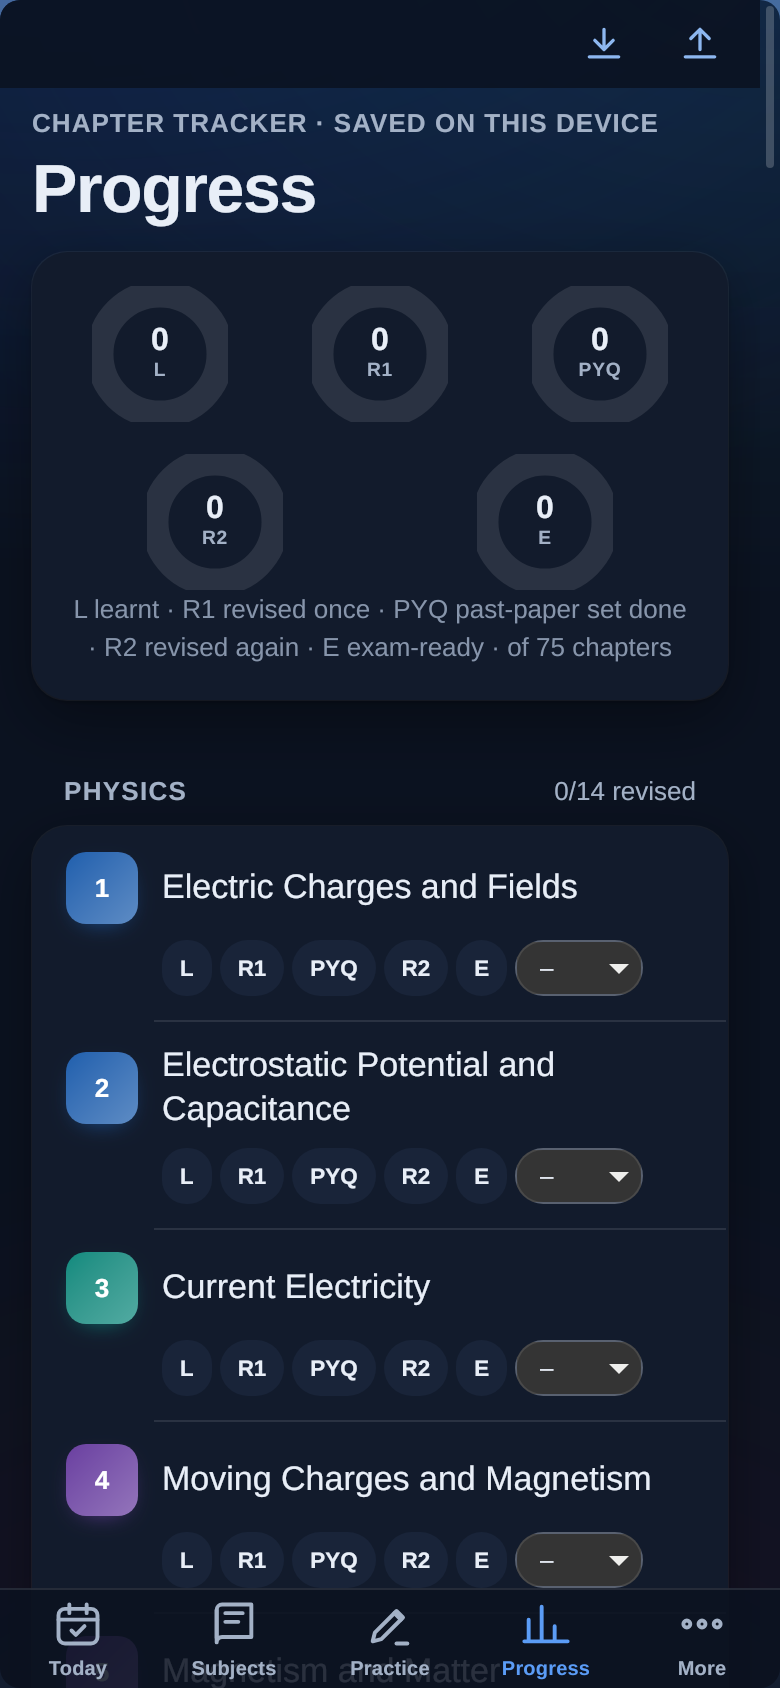 CHAPTER TRACKER · SAVED ON THIS DEVICE
Progress
0
L
0
R1
0
PYQ
0
R2
0
E
L learnt · R1 revised once · PYQ past-paper set done
· R2 revised again · E exam-ready · of 75 chapters
PHYSICS 0/14 revised
1 Electric Charges and Fields
L R1 PYQ R2 E –
2 Electrostatic Potential and
Capacitance
L R1 PYQ R2 E –
3 Current Electricity
L R1 PYQ R2 E –
4 Moving Charges and Magnetism
L R1 PYQ R2 E –
Magnetism and Matter
Today Subjects Practice Progress More